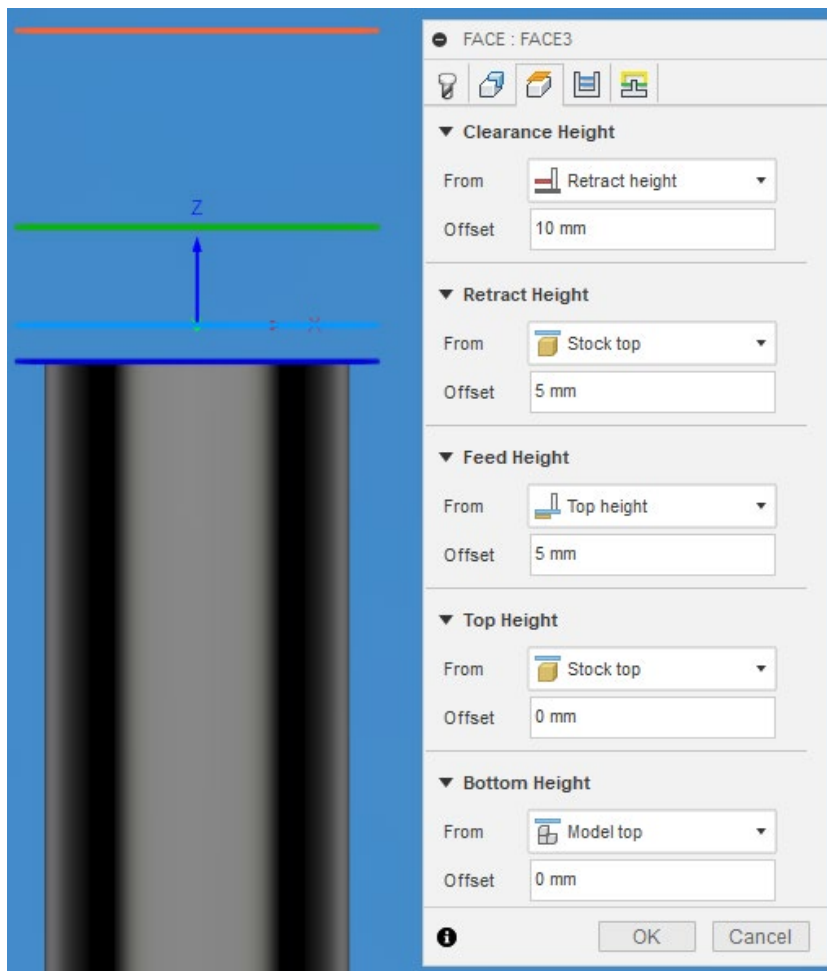 FACE : FACE3
Clearance Height
From Retract height
Offset 10 mm
Z
Retract Height
X
From Stock top
Offset 5 mm
Feed Height
From Top height
Offset 5 mm
Top Height
From Stock top
Offset 0 mm
Bottom Height
From Model top
Offset 0 mm
OK Cancel